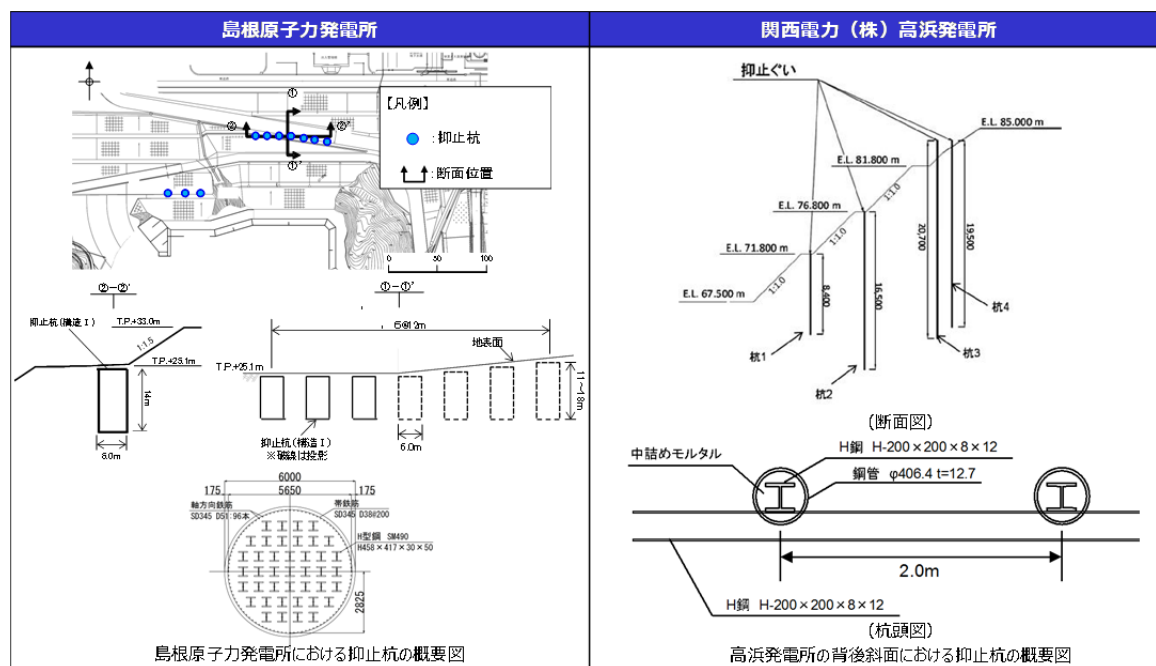 島根原子力発電所
関西電力(株)高浜発電所
①
②
②'
①'
【凡例】
:抑止杭
:断面位置
0 50 100
②-②'
抑止杭(構造Ⅰ)
T.P.+33.0m
1:1.5
T.P.+25.1m
14m
6.0m
①-①'
6@12m
地表面
T.P.+25.1m
11~18m
抑止杭(構造Ⅰ)
※破線は投影
6.0m
6000
175 5650 175
軸方向鉄筋
SD345 D51:96本
帯鉄筋
SD345 D38@200
H型鋼 SM490
H458×417×30×50
2825
島根原子力発電所における抑止杭の概要図
抑止ぐい
E.L. 85.000 m
E.L. 81.800 m
1:1.0
E.L. 76.800 m
1:1.0
E.L. 71.800 m
1:1.0
E.L. 67.500 m
8,400
16,500
20,700
19,500
杭1
杭2
杭3
杭4
(断面図)
H鋼 H-200×200×8×12
中詰めモルタル
鋼管 φ406.4 t=12.7
2.0m
H鋼 H-200×200×8×12
(杭頭図)
高浜発電所の背後斜面における抑止杭の概要図